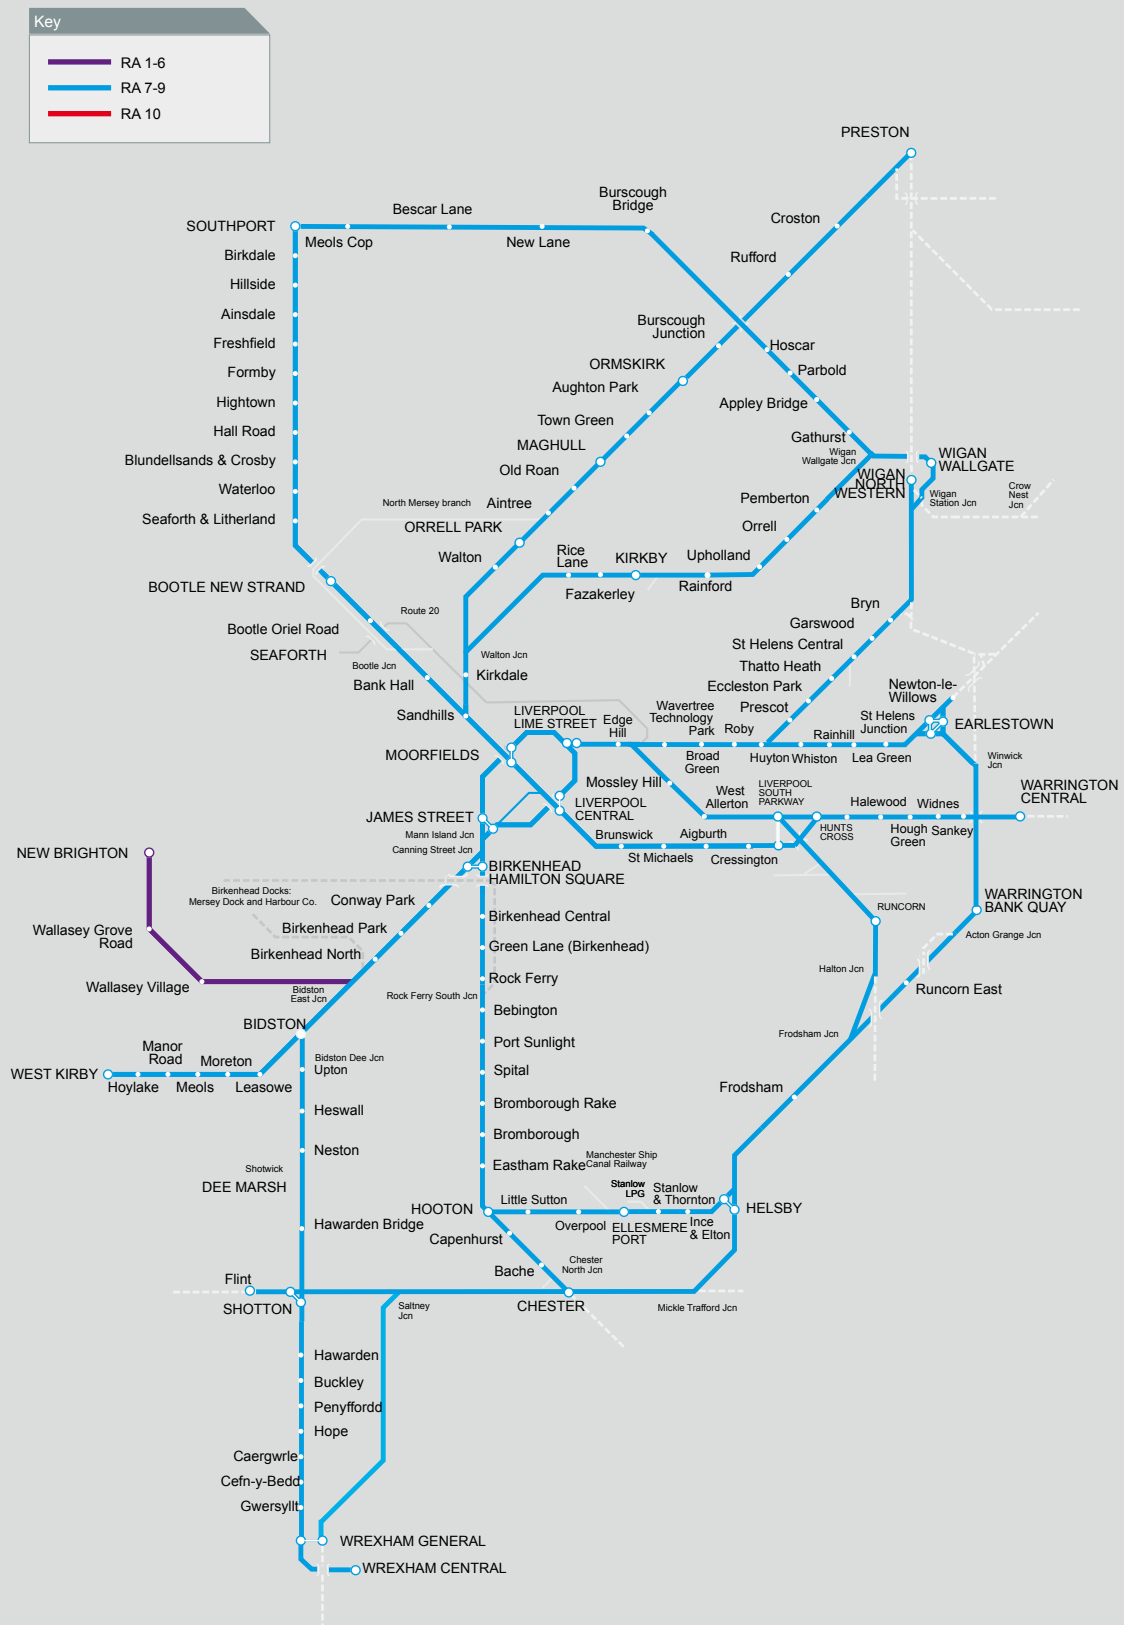 Key
RA 1-6
RA 7-9
RA 10
PRESTON
Burscough
Bridge
Bescar Lane
Croston
SOUTHPORT
Meols Cop
New Lane
Birkdale
Rufford
Hillside
Ainsdale
Burscough
Junction
Freshfield
Hoscar
ORMSKIRK
Parbold
Formby
Aughton Park
Hightown
Appley Bridge
Town Green
Hall Road
Gathurst
MAGHULL
Wigan
Wallgate Jcn
WIGAN
WALLGATE
Blundellsands & Crosby
Old Roan
WIGAN
NORTH
WESTERN
Waterloo
Pemberton
Wigan
Station Jcn
Crow
Nest
Jcn
North Mersey branch
Aintree
Seaforth & Litherland
ORRELL PARK
Orrell
Walton
Rice
Lane
KIRKBY
Upholland
BOOTLE NEW STRAND
Fazakerley
Rainford
Route 20
Bryn
Bootle Oriel Road
Garswood
SEAFORTH
Walton Jcn
St Helens Central
Bootle Jcn
Thatto Heath
Kirkdale
Bank Hall
Eccleston Park
Newton-le-
Willows
Sandhills
LIVERPOOL
LIME STREET
Edge
Hill
Wavertree
Technology
Park
Prescot
Roby
St Helens
Junction
EARLESTOWN
Rainhill
MOORFIELDS
Broad
Green
Huyton
Whiston
Lea Green
Winwick
Jcn
Mossley Hill
West
Allerton
LIVERPOOL
SOUTH
PARKWAY
WARRINGTON
CENTRAL
JAMES STREET
LIVERPOOL
CENTRAL
Halewood
Widnes
Mann Island Jcn
Brunswick
Aigburth
HUNTS
CROSS
Hough
Green
Sankey
Canning Street Jcn
St Michaels
Cressington
NEW BRIGHTON
BIRKENHEAD
HAMILTON SQUARE
Birkenhead Docks:
Mersey Dock and Harbour Co.
Conway Park
WARRINGTON
BANK QUAY
RUNCORN
Birkenhead Central
Wallasey Grove
Road
Birkenhead Park
Acton Grange Jcn
Green Lane (Birkenhead)
Birkenhead North
Halton Jcn
Rock Ferry
Wallasey Village
Bidston
East Jcn
Rock Ferry South Jcn
Runcorn East
Bebington
BIDSTON
Frodsham Jcn
Port Sunlight
Manor
Road
Moreton
Bidston Dee Jcn
Upton
WEST KIRBY
Hoylake
Meols
Leasowe
Spital
Frodsham
Heswall
Bromborough Rake
Bromborough
Neston
Manchester Ship
Canal Railway
Eastham Rake
Shotwick
DEE MARSH
Stanlow
LPG
Stanlow
& Thornton
Little Sutton
HOOTON
HELSBY
Hawarden Bridge
Overpool
ELLESMERE
PORT
Ince
& Elton
Capenhurst
Chester
North Jcn
Bache
Flint
SHOTTON
Saltney
Jcn
CHESTER
Mickle Trafford Jcn
Hawarden
Buckley
Penyffordd
Hope
Caergwrle
Cefn-y-Bedd
Gwersyllt
WREXHAM GENERAL
WREXHAM CENTRAL